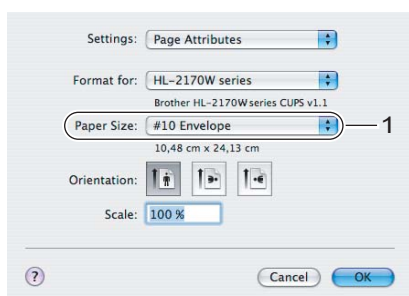 Settings: Page Attributes
Format for: HL-2170W series
Brother HL-2170W series CUPS v1.1
Paper Size: #10 Envelope 1
10,48 cm x 24,13 cm
Orientation:
Scale: 100 %
? Cancel OK